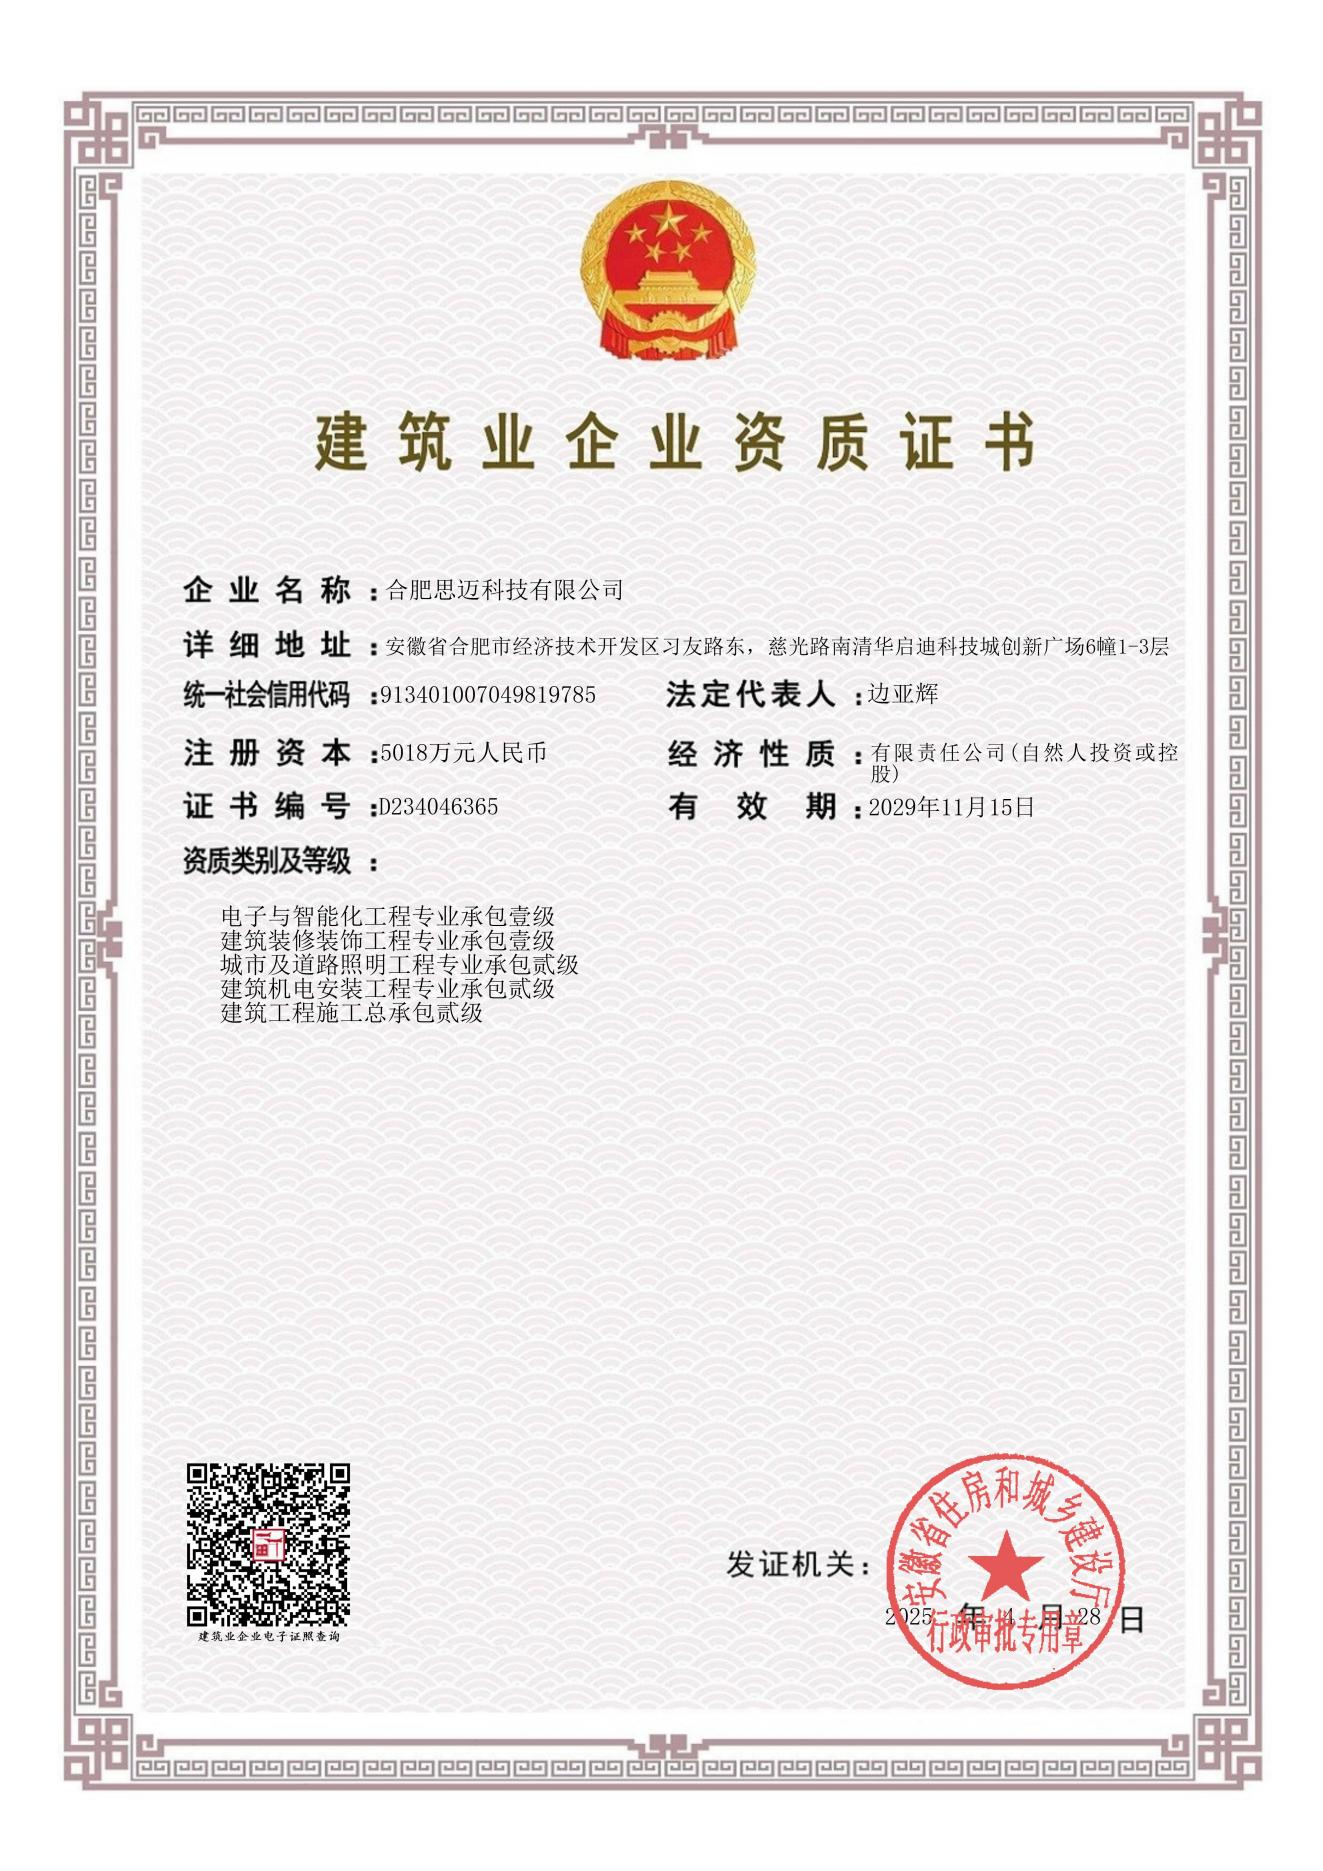 建筑业企业资质证书
企业名称：合肥思迈科技有限公司
详细地址：安徽省合肥市经济技术开发区习友路东，慈光路南清华启迪科技城创新广场6幢1-3层
统一社会信用代码：913401007049819785 法定代表人：边亚辉
注册资本：5018万元人民币 经济性质：有限责任公司(自然人投资或控
股)
证书编号：D234046365 有效期：2029年11月15日
资质类别及等级：
电子与智能化工程专业承包壹级
建筑装修装饰工程专业承包壹级
城市及道路照明工程专业承包贰级
建筑机电安装工程专业承包贰级
建筑工程施工总承包贰级
建筑业企业电子证照查询
发证机关：
安徽省住房和城乡建设厅
2025 年 4 月 28 日
行政审批专用章